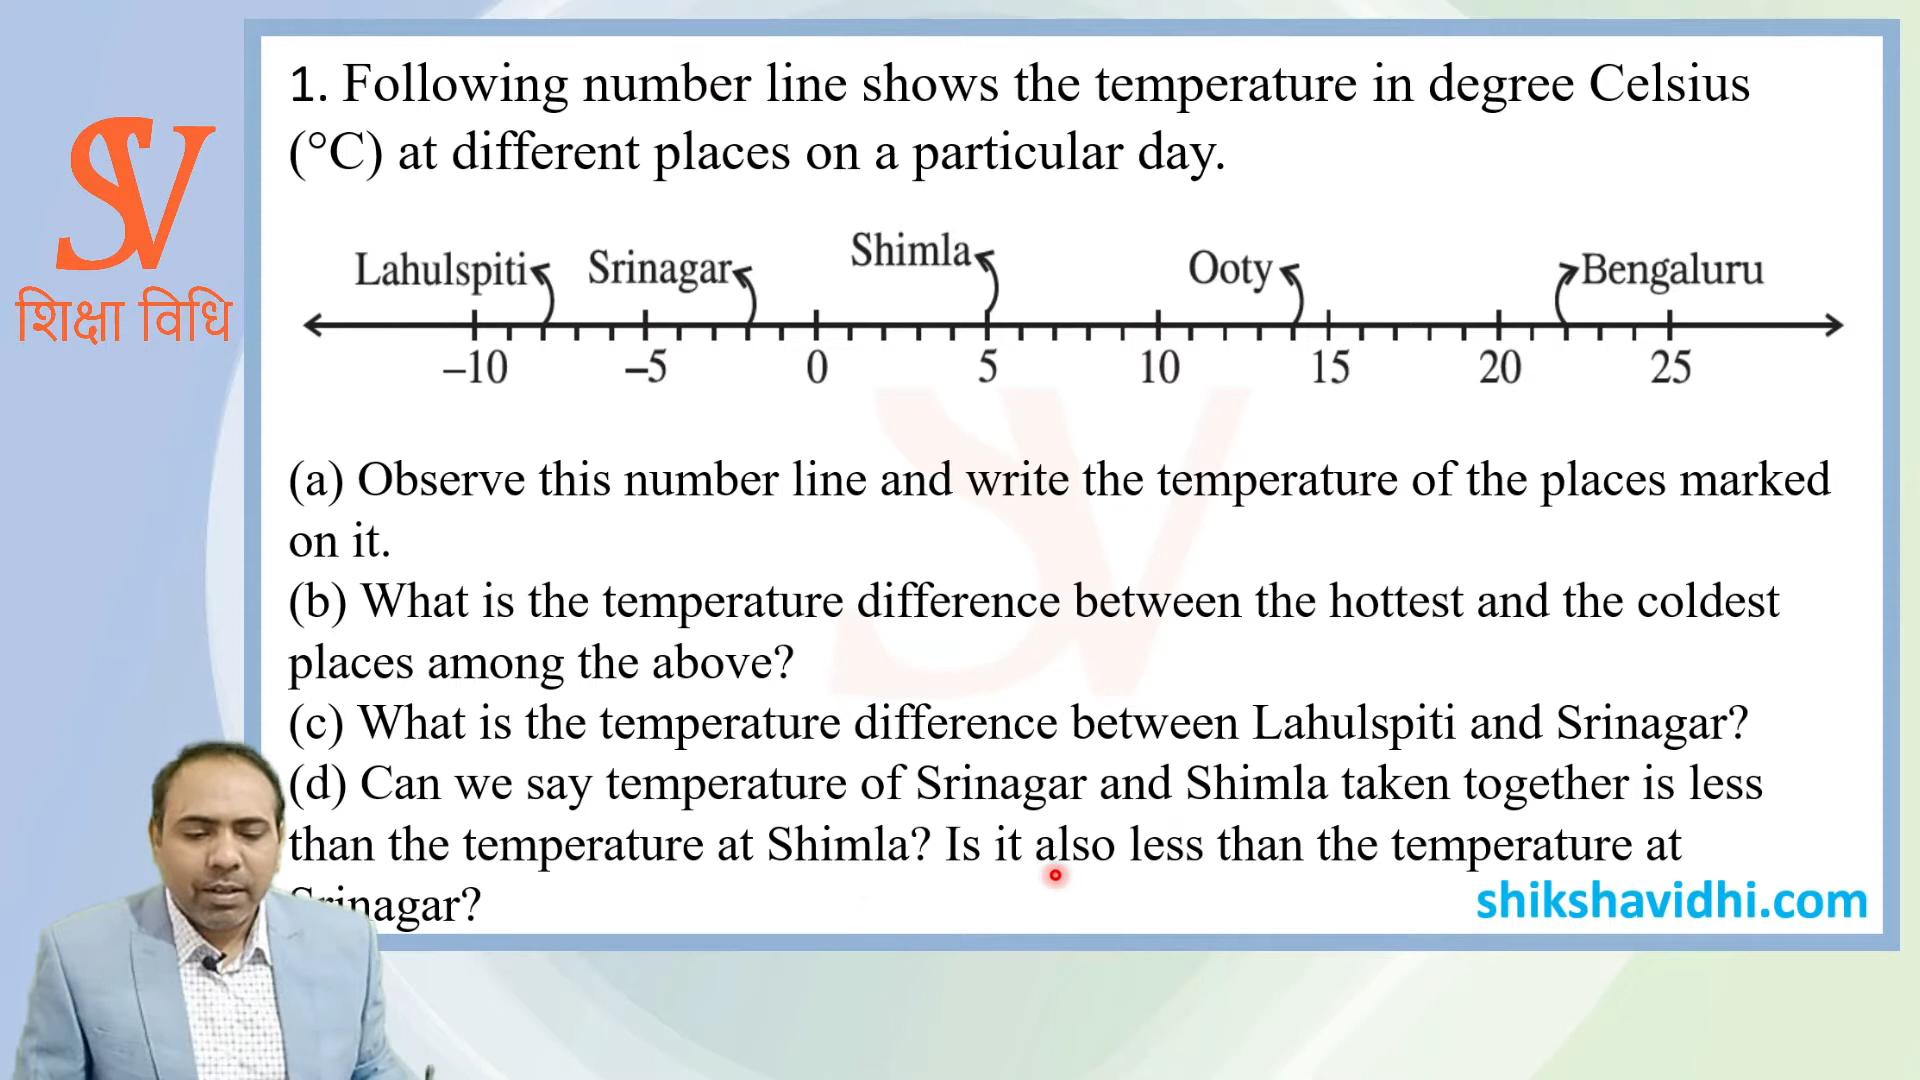 SV
शिक्षा विधि
1. Following number line shows the temperature in degree Celsius
(°C) at different places on a particular day.
Lahulspiti Srinagar Shimla Ooty Bengaluru
–10 –5 0 5 10 15 20 25
(a) Observe this number line and write the temperature of the places marked
on it.
(b) What is the temperature difference between the hottest and the coldest
places among the above?
(c) What is the temperature difference between Lahulspiti and Srinagar?
(d) Can we say temperature of Srinagar and Shimla taken together is less
than the temperature at Shimla? Is it also less than the temperature at
Srinagar?
shikshavidhi.com